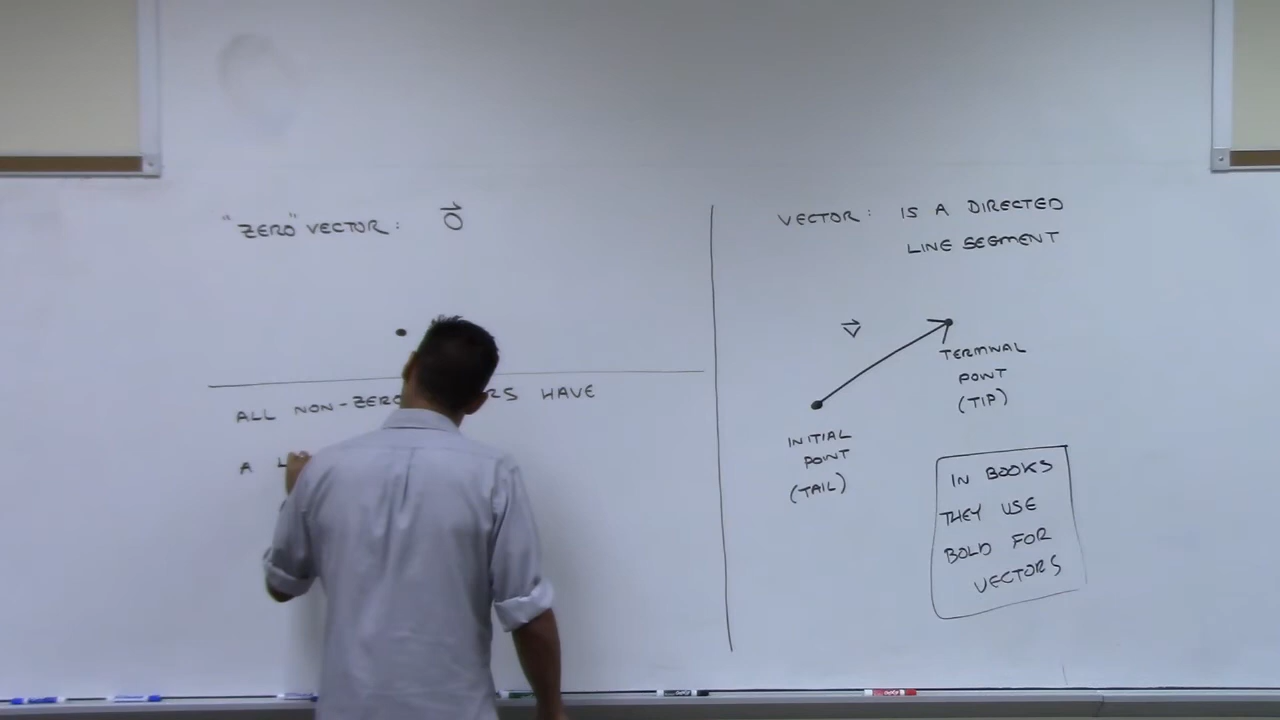 "ZERO" VECTOR: 0⃗
ALL NON-ZERO HAVE
A
VECTOR: IS A DIRECTED
LINE SEGMENT
V⃗
TERMINAL
POINT
(TIP)
INITIAL
POINT
(TAIL)
IN BOOKS
THEY USE
BOLD FOR
VECTORS